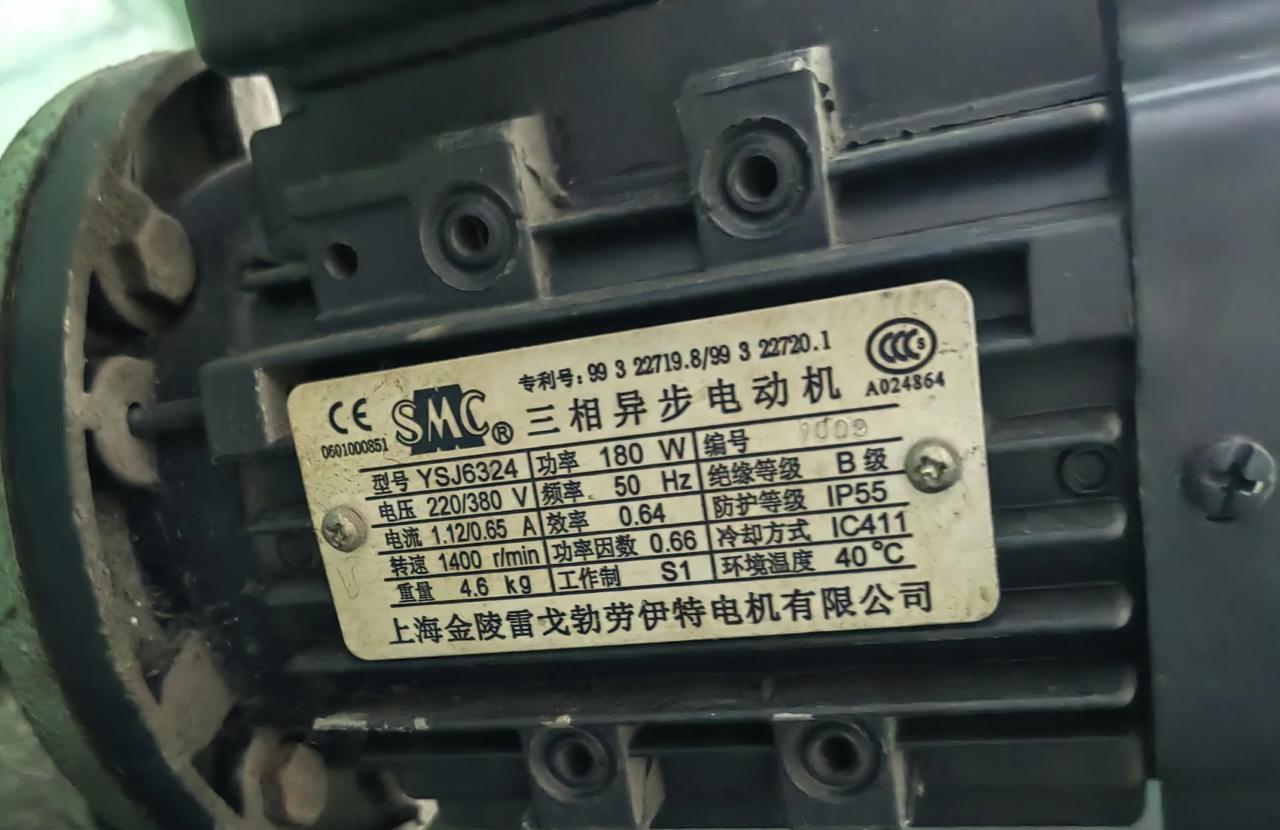 专利号: 99 3 22719.8/99 3 22720.1
CE SMC® 三相异步电动机 CCC S
0601000851 A024864
型号 YSJ6324 功率 180 W 编号 1009
电压 220/380 V 频率 50 Hz 绝缘等级 B 级
电流 1.12/0.65 A 效率 0.64 防护等级 IP55
转速 1400 r/min 功率因数 0.66 冷却方式 IC411
重量 4.6 kg 工作制 S1 环境温度 40 °C
上海金陵雷戈勃劳伊特电机有限公司